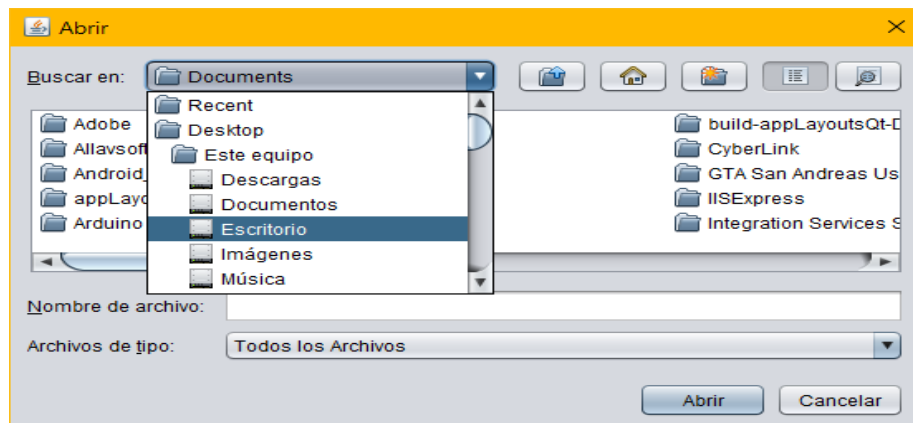 Abrir
Buscar en: Documents
Recent
Desktop
Este equipo
Descargas
Documentos
Escritorio
Imágenes
Música
Adobe
Allavsoft
Android_
appLayo
Arduino
build-appLayoutsQt-D
CyberLink
GTA San Andreas Us
IISExpress
Integration Services S
Nombre de archivo:
Archivos de tipo: Todos los Archivos
Abrir Cancelar